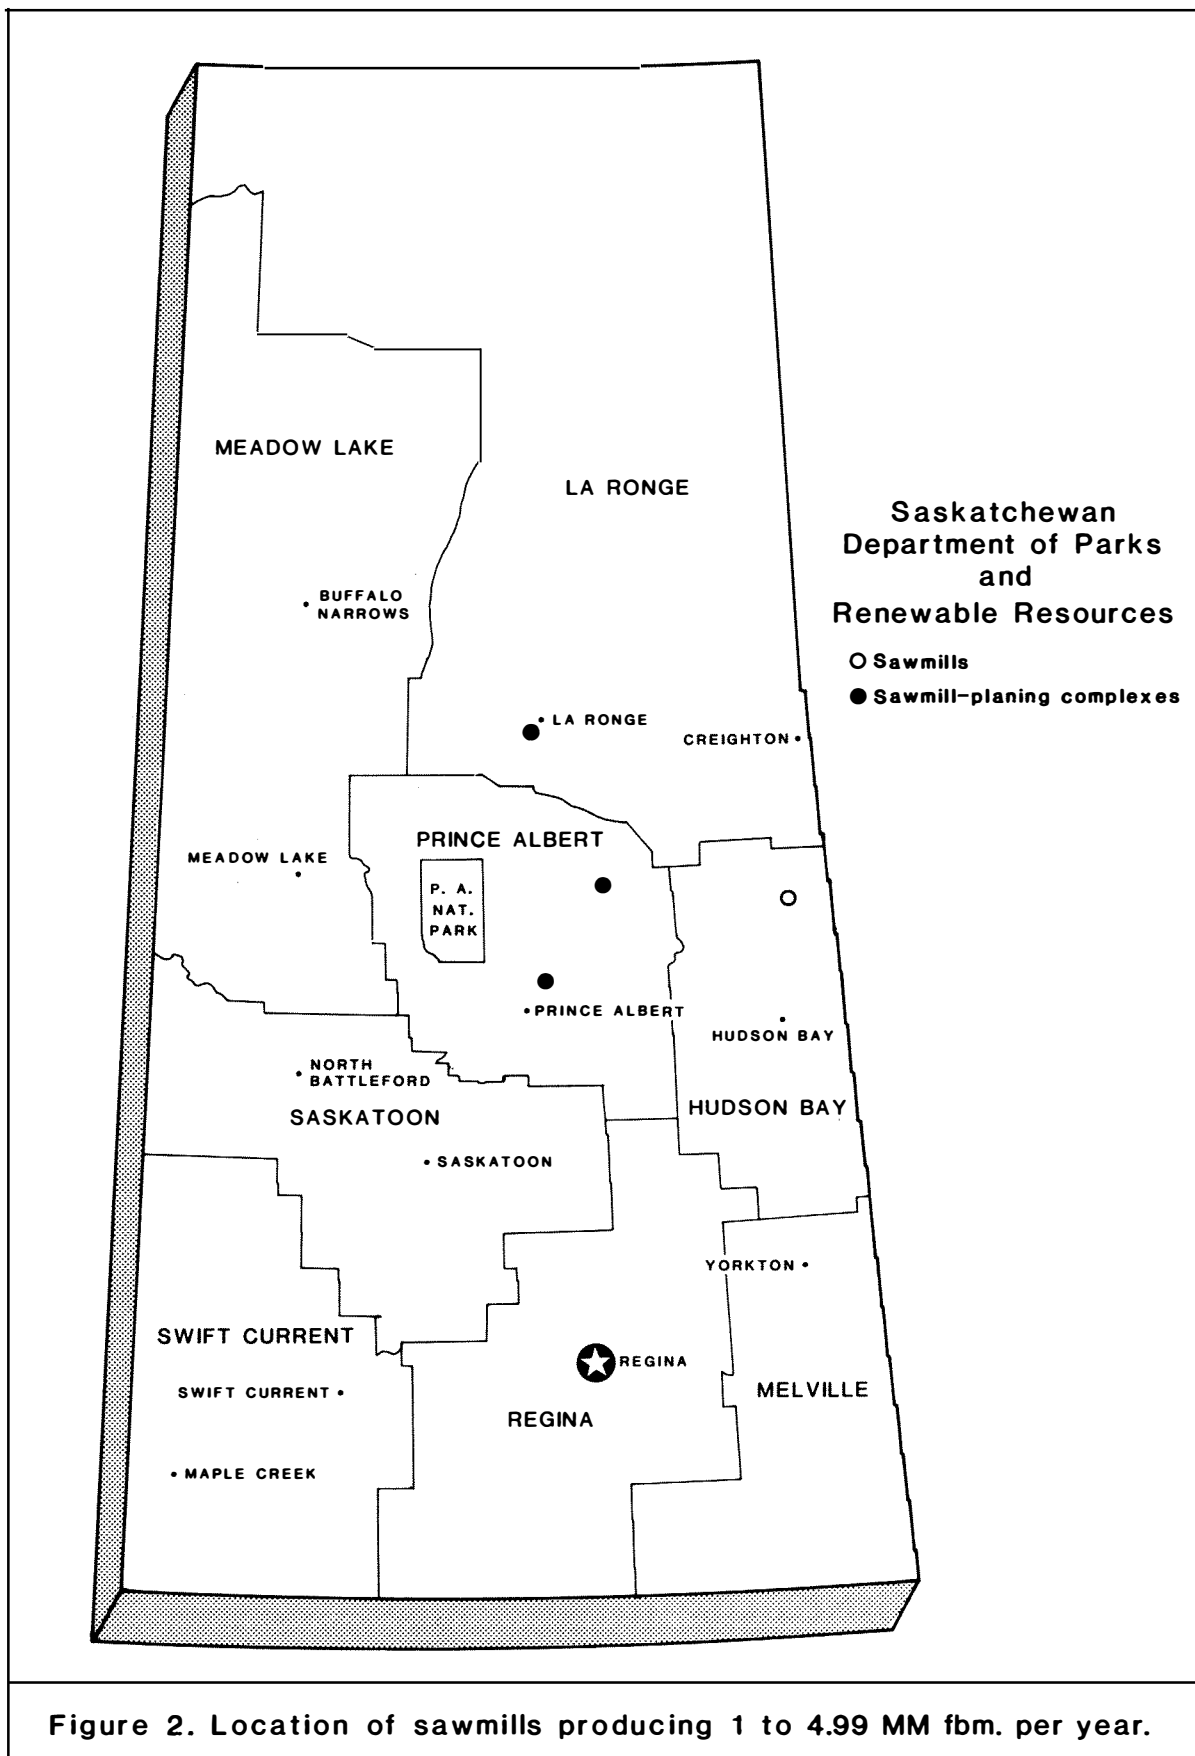 MEADOW LAKE
LA RONGE
Saskatchewan
Department of Parks
and
Renewable Resources
Sawmills
Sawmill-planing complexes
BUFFALO
NARROWS
LA RONGE
CREIGHTON
PRINCE ALBERT
MEADOW LAKE
P. A.
NAT.
PARK
PRINCE ALBERT
HUDSON BAY
NORTH
BATTLEFORD
HUDSON BAY
SASKATOON
SASKATOON
YORKTON
SWIFT CURRENT
REGINA
SWIFT CURRENT
MELVILLE
REGINA
MAPLE CREEK
Figure 2. Location of sawmills producing 1 to 4.99 MM fbm. per year.